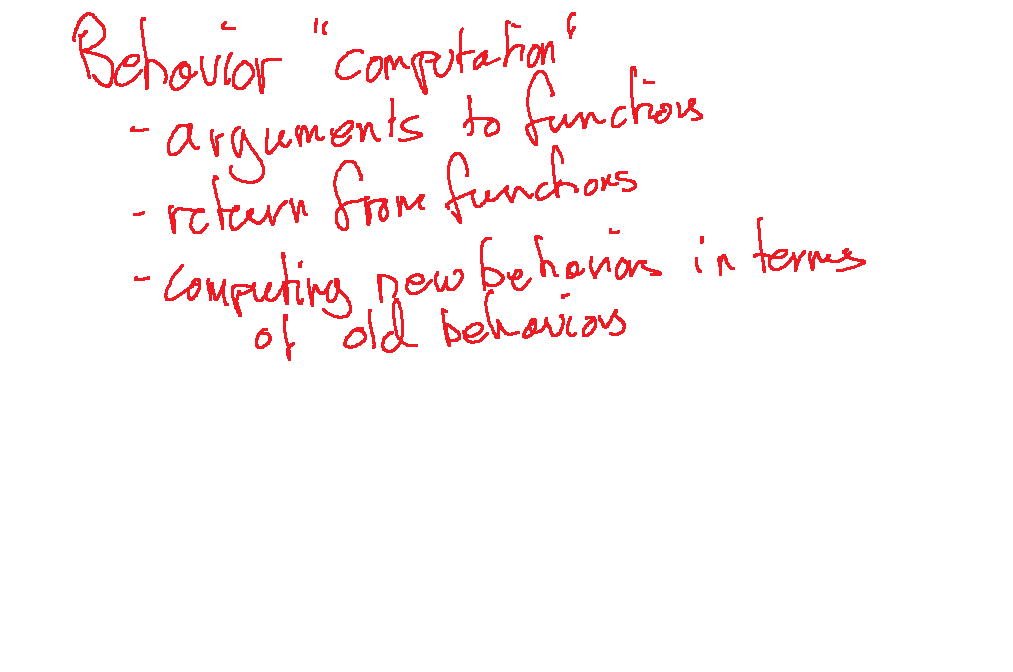 Behavior "computation"
- arguments to functions
- return from functions
- computing new behaviors in terms
of old behaviors